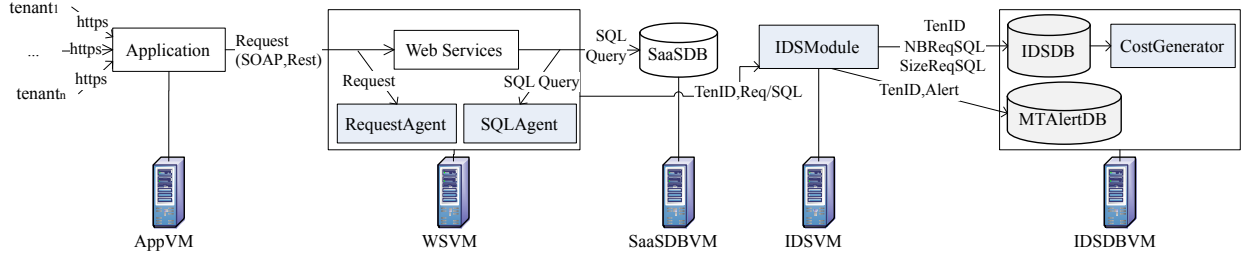 tenant1
https
...
https
https
tenantn
Application
Request
(SOAP,Rest)
Web Services
Request
SQL Query
RequestAgent
SQLAgent
SQL
Query
SaaSDB
TenID,Req/SQL
IDSModule
TenID
NBReqSQL
SizeReqSQL
TenID,Alert
IDSDB
CostGenerator
MTAlertDB
AppVM
WSVM
SaaSDBVM
IDSVM
IDSDBVM